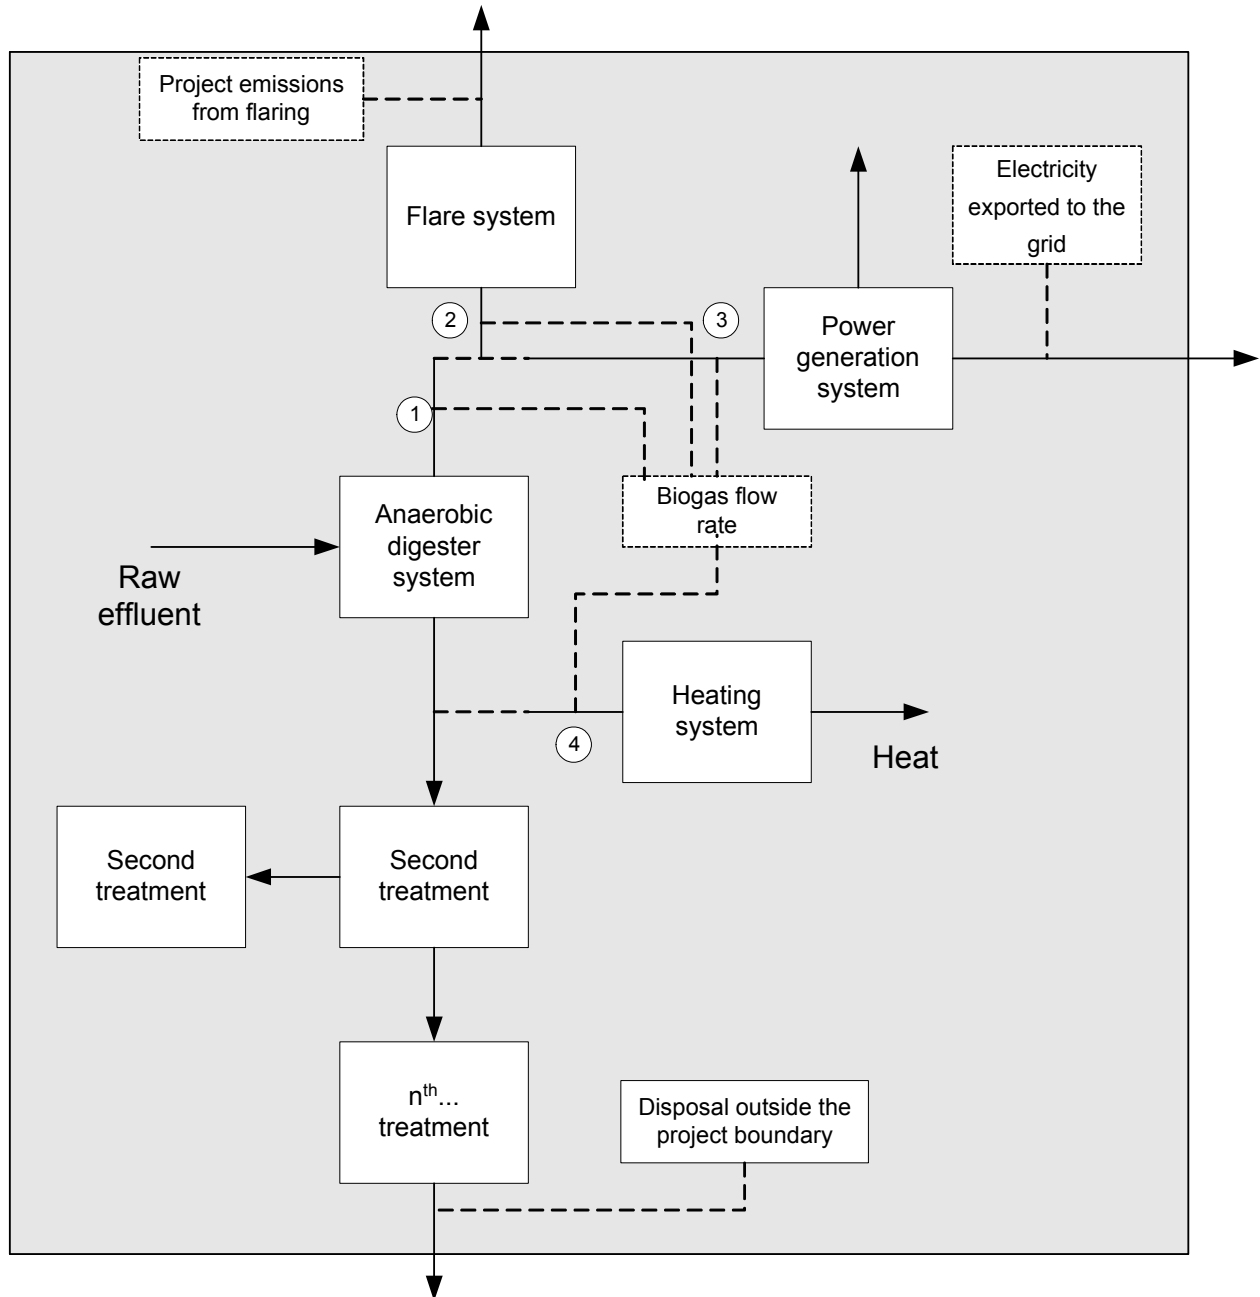 Project emissions
from flaring
Flare system
Electricity
exported to the
grid
2
3
Power
generation
system
1
Biogas flow
rate
Anaerobic
digester
system
Raw
effluent
Heating
system
4
Heat
Second
treatment
Second
treatment
nth...
treatment
Disposal outside the
project boundary